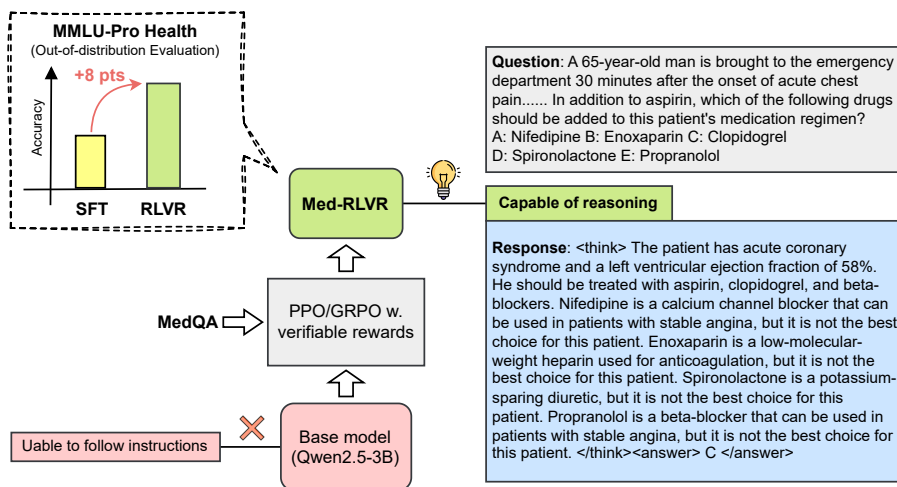 MMLU-Pro Health
(Out-of-distribution Evaluation)
+8 pts
Accuracy
SFT
RLVR
Med-RLVR
MedQA
PPO/GRPO w.
verifiable rewards
Uable to follow instructions
Base model
(Qwen2.5-3B)
Question: A 65-year-old man is brought to the emergency
department 30 minutes after the onset of acute chest
pain...... In addition to aspirin, which of the following drugs
should be added to this patient's medication regimen?
A: Nifedipine B: Enoxaparin C: Clopidogrel
D: Spironolactone E: Propranolol
Capable of reasoning
Response: <think> The patient has acute coronary
syndrome and a left ventricular ejection fraction of 58%.
He should be treated with aspirin, clopidogrel, and beta-
blockers. Nifedipine is a calcium channel blocker that can
be used in patients with stable angina, but it is not the best
choice for this patient. Enoxaparin is a low-molecular-
weight heparin used for anticoagulation, but it is not the
best choice for this patient. Spironolactone is a potassium-
sparing diuretic, but it is not the best choice for this
patient. Propranolol is a beta-blocker that can be used in
patients with stable angina, but it is not the best choice for
this patient. </think><answer> C </answer>